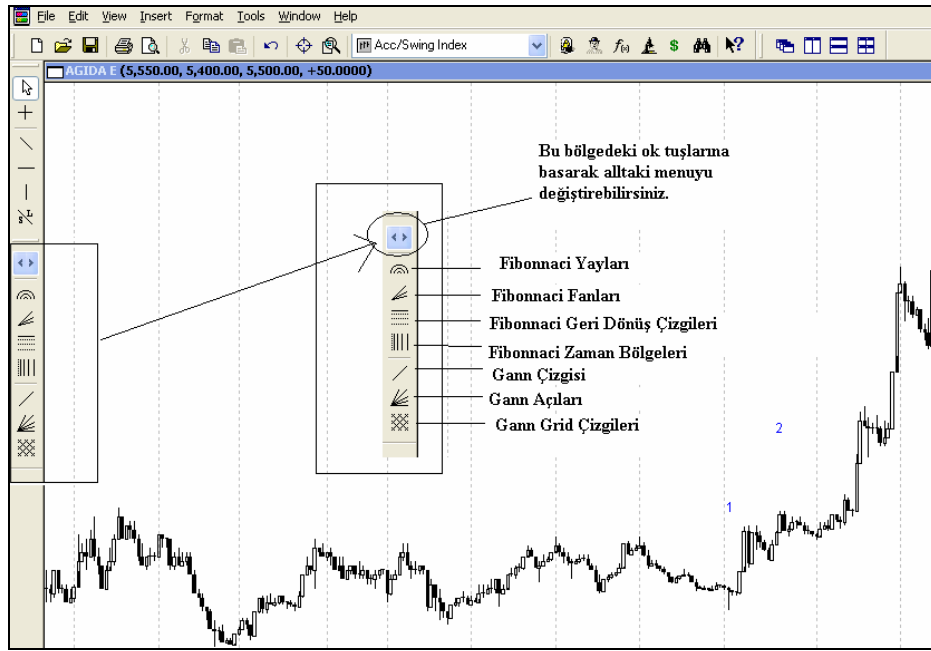 File Edit View Insert Format Tools Window Help
Acc/Swing Index
AGIDA E (5,550.00, 5,400.00, 5,500.00, +50.0000)
Bu bölgedeki ok tuşlarına
basarak alltaki menuyu
değiştirebilirsiniz.
Fibonnaci Yayları
Fibonnaci Fanları
Fibonnaci Geri Dönüş Çizgileri
Fibonnaci Zaman Bölgeleri
Gann Çizgisi
Gann Açıları
Gann Grid Çizgileri
2
1